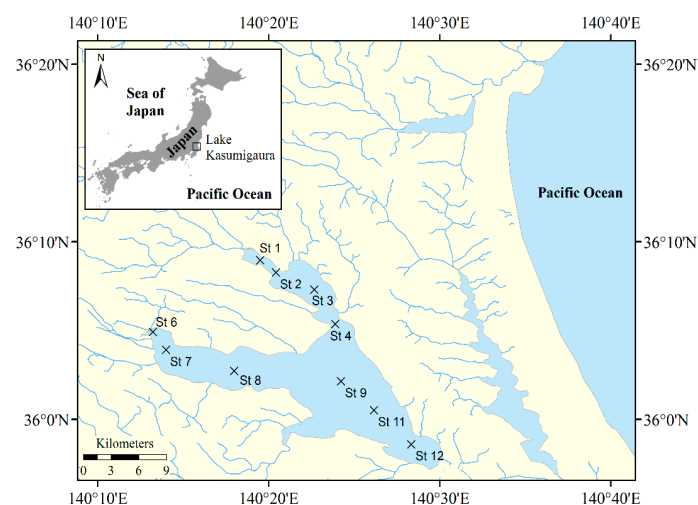 140°10'E 140°20'E 140°30'E 140°40'E
36°20'N 36°20'N
N
Sea of
Japan
Japan
Lake
Kasumigaura
Pacific Ocean
Pacific Ocean
36°10'N 36°10'N
St 1
St 2
St 3
St 6
St 4
St 7
St 8
St 9
St 11
36°0'N 36°0'N
St 12
Kilometers
0 3 6 9
140°10'E 140°20'E 140°30'E 140°40'E